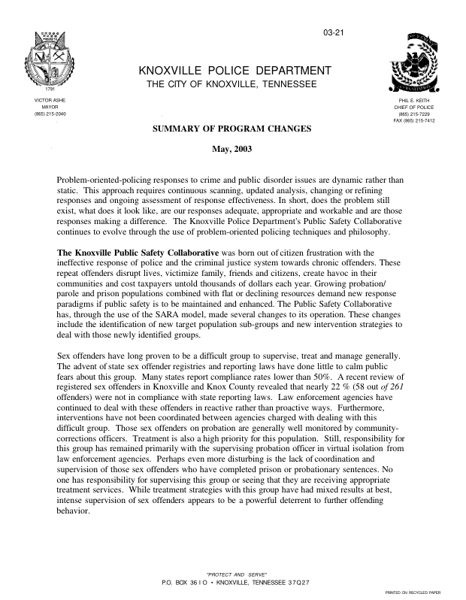 03-21
KNOXVILLE POLICE DEPARTMENT
THE CITY OF KNOXVILLE, TENNESSEE
1791
VICTOR ASHE
MAYOR
(865) 215-2040
PHIL E. KEITH
CHIEF OF POLICE
(865) 215-7229
FAX (865) 215-7412
SUMMARY OF PROGRAM CHANGES
May, 2003
Problem-oriented-policing responses to crime and public disorder issues are dynamic rather than
static. This approach requires continuous scanning, updated analysis, changing or refining
responses and ongoing assessment of response effectiveness. In short, does the problem still
exist, what does it look like, are our responses adequate, appropriate and workable and are those
responses making a difference. The Knoxville Police Department's Public Safety Collaborative
continues to evolve through the use of problem-oriented policing techniques and philosophy.
The Knoxville Public Safety Collaborative was born out of citizen frustration with the
ineffective response of police and the criminal justice system towards chronic offenders. These
repeat offenders disrupt lives, victimize family, friends and citizens, create havoc in their
communities and cost taxpayers untold thousands of dollars each year. Growing probation/
parole and prison populations combined with flat or declining resources demand new response
paradigms if public safety is to be maintained and enhanced. The Public Safety Collaborative
has, through the use of the SARA model, made several changes to its operation. These changes
include the identification of new target population sub-groups and new intervention strategies to
deal with those newly identified groups.
Sex offenders have long proven to be a difficult group to supervise, treat and manage generally.
The advent of state sex offender registries and reporting laws have done little to calm public
fears about this group. Many states report compliance rates lower than 50%. A recent review of
registered sex offenders in Knoxville and Knox County revealed that nearly 22 % (58 out of 261
offenders) were not in compliance with state reporting laws. Law enforcement agencies have
continued to deal with these offenders in reactive rather than proactive ways. Furthermore,
interventions have not been coordinated between agencies charged with dealing with this
difficult group. Those sex offenders on probation are generally well monitored by community-
corrections officers. Treatment is also a high priority for this population. Still, responsibility for
this group has remained primarily with the supervising probation officer in virtual isolation from
law enforcement agencies. Perhaps even more disturbing is the lack of coordination and
supervision of those sex offenders who have completed prison or probationary sentences. No
one has responsibility for supervising this group or seeing that they are receiving appropriate
treatment services. While treatment strategies with this group have had mixed results at best,
intense supervision of sex offenders appears to be a powerful deterrent to further offending
behavior.
"PROTECT AND SERVE"
P.O. BOX 36 I O • KNOXVILLE, TENNESSEE 37Q27
PRINTED ON RECYCLED PAPER